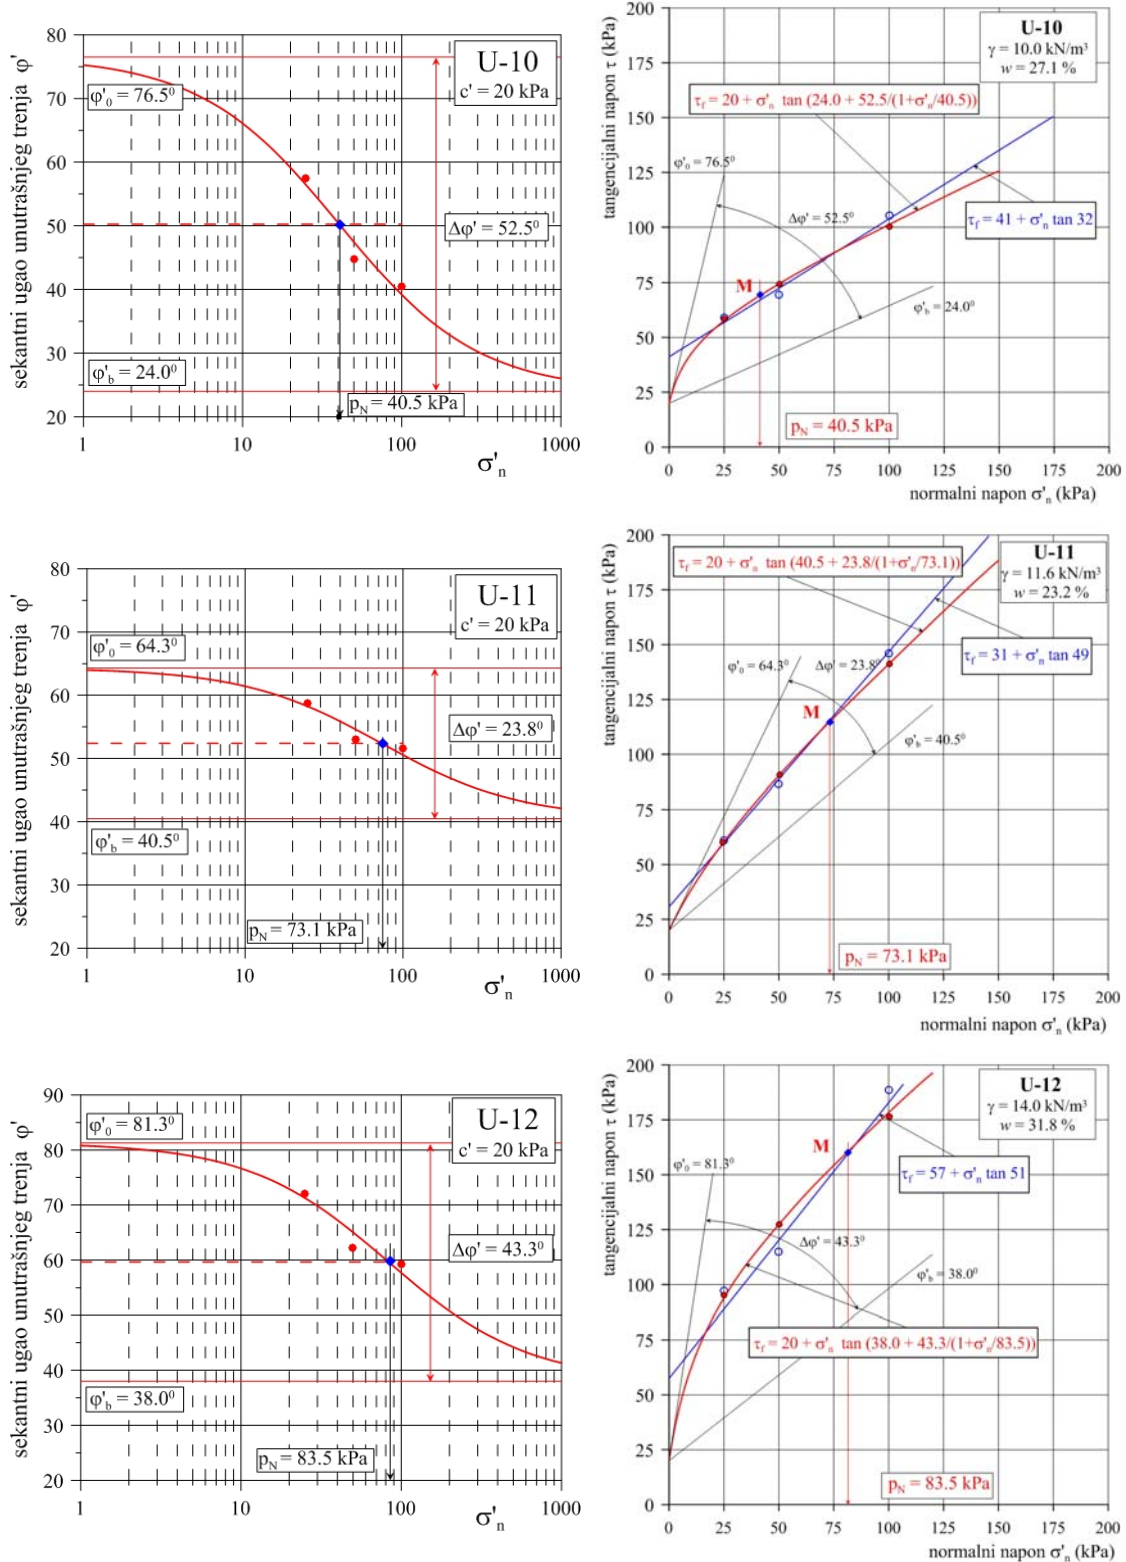 U-10
c' = 20 kPa
φ'₀ = 76.5⁰
Δφ' = 52.5⁰
φ'b = 24.0⁰
pN = 40.5 kPa
sekantni ugao unutrašnjeg trenja φ'
80
70
60
50
40
30
20
1 10 100 1000
σ'n
U-10
γ = 10.0 kN/m³
w = 27.1 %
τf = 20 + σ'n tan (24.0 + 52.5/(1+σ'n/40.5))
φ'₀ = 76.5⁰
Δφ' = 52.5⁰
τf = 41 + σ'n tan 32
M
φ'b = 24.0⁰
pN = 40.5 kPa
tangencijalni napon τ (kPa)
200
175
150
125
100
75
50
25
0
0 25 50 75 100 125 150 175 200
normalni napon σ'n (kPa)
U-11
c' = 20 kPa
φ'₀ = 64.3⁰
Δφ' = 23.8⁰
φ'b = 40.5⁰
pN = 73.1 kPa
sekantni ugao unutrašnjeg trenja φ'
80
70
60
50
40
30
20
1 10 100 1000
σ'n
U-11
γ = 11.6 kN/m³
w = 23.2 %
τf = 20 + σ'n tan (40.5 + 23.8/(1+σ'n/73.1))
φ'₀ = 64.3⁰
Δφ' = 23.8⁰
τf = 31 + σ'n tan 49
M
φ'b = 40.5⁰
pN = 73.1 kPa
tangencijalni napon τ (kPa)
200
175
150
125
100
75
50
25
0
0 25 50 75 100 125 150 175 200
normalni napon σ'n (kPa)
U-12
c' = 20 kPa
φ'₀ = 81.3⁰
Δφ' = 43.3⁰
φ'b = 38.0⁰
pN = 83.5 kPa
sekantni ugao unutrašnjeg trenja φ'
90
80
70
60
50
40
30
20
1 10 100 1000
σ'n
U-12
γ = 14.0 kN/m³
w = 31.8 %
M
φ'₀ = 81.3⁰
τf = 57 + σ'n tan 51
Δφ' = 43.3⁰
φ'b = 38.0⁰
τf = 20 + σ'n tan (38.0 + 43.3/(1+σ'n/83.5))
pN = 83.5 kPa
tangencijalni napon τ (kPa)
200
175
150
125
100
75
50
25
0
0 25 50 75 100 125 150 175 200
normalni napon σ'n (kPa)